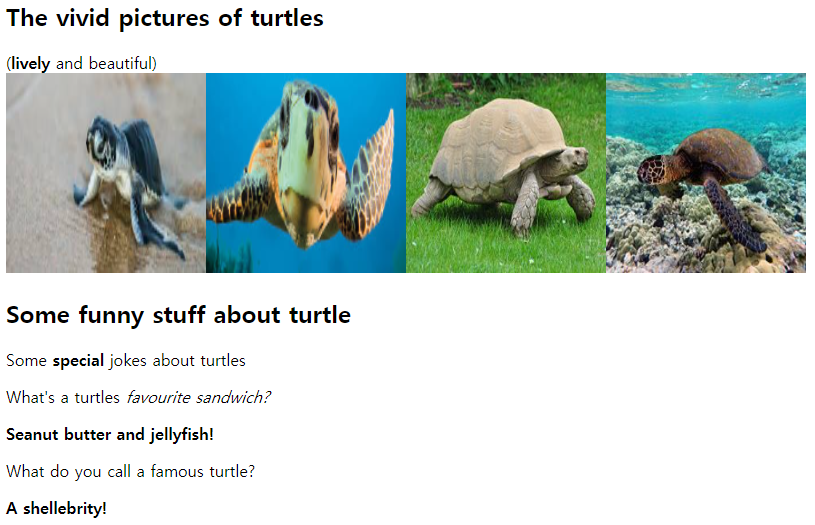 The vivid pictures of turtles
(lively and beautiful)
Some funny stuff about turtle
Some special jokes about turtles
What's a turtles favourite sandwich?
Seanut butter and jellyfish!
What do you call a famous turtle?
A shellebrity!